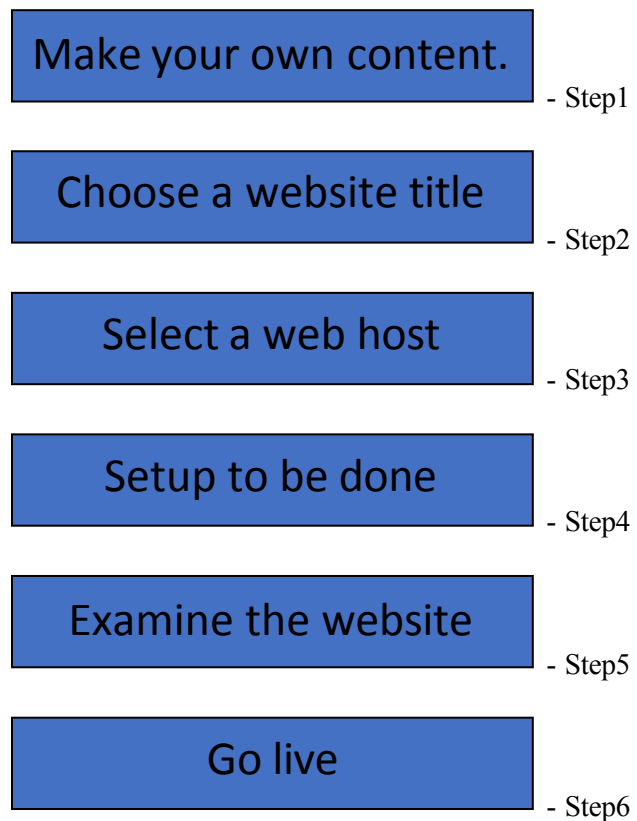 Make your own content.
- Step1
Choose a website title
- Step2
Select a web host
- Step3
Setup to be done
- Step4
Examine the website
- Step5
Go live
- Step6